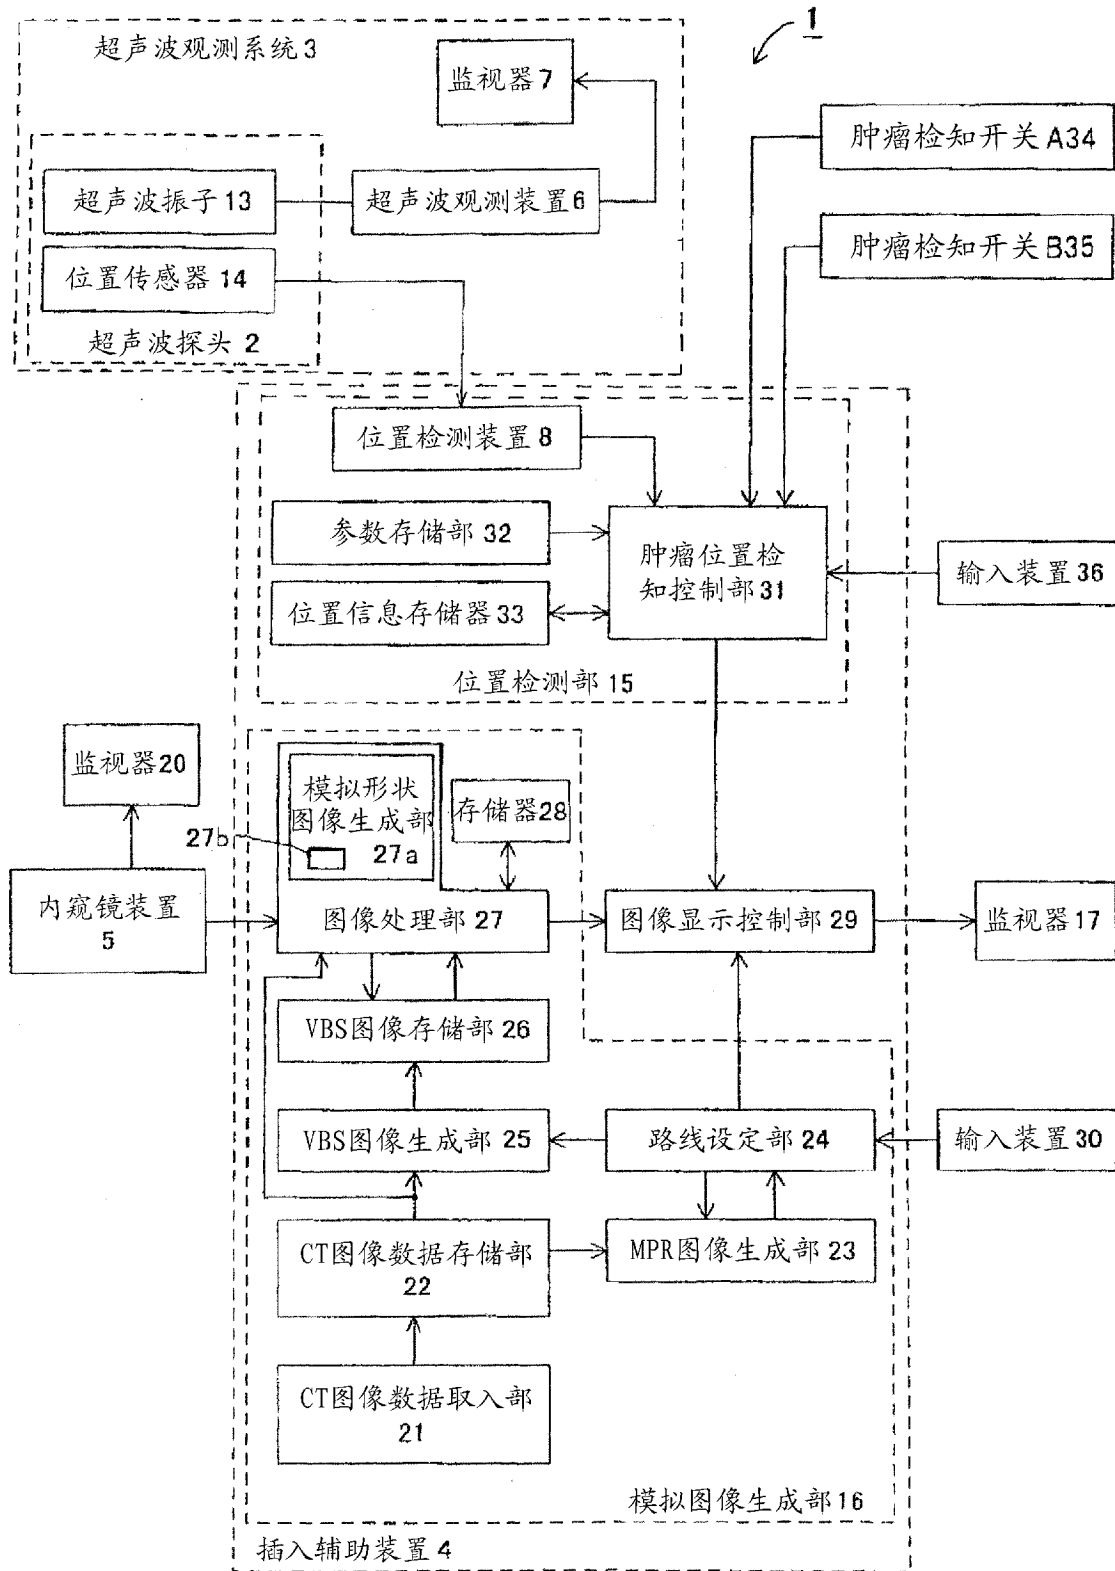 1
超声波观测系统3
监视器7
肿瘤检知开关A34
超声波振子13
超声波观测装置6
肿瘤检知开关B35
位置传感器14
超声波探头2
位置检测装置8
参数存储部32
肿瘤位置检
知控制部31
输入装置36
位置信息存储器33
位置检测部15
监视器20
模拟形状
图像生成部
27b
27a
存储器28
内窥镜装置
5
图像处理部27
图像显示控制部29
监视器17
VBS图像存储部26
VBS图像生成部25
路线设定部24
输入装置30
CT图像数据存储部
22
MPR图像生成部23
CT图像数据取入部
21
模拟图像生成部16
插入辅助装置4